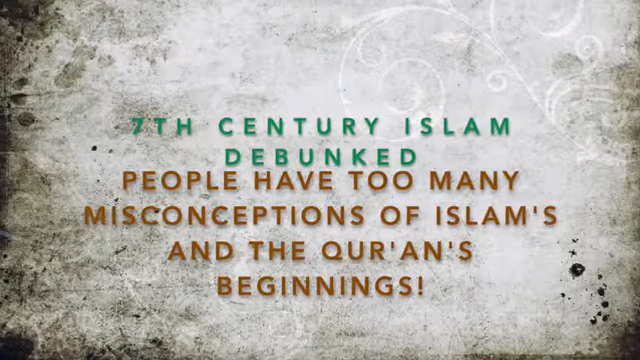 7TH CENTURY ISLAM
DEBUNKED
PEOPLE HAVE TOO MANY
MISCONCEPTIONS OF ISLAM'S
AND THE QUR'AN'S
BEGINNINGS!